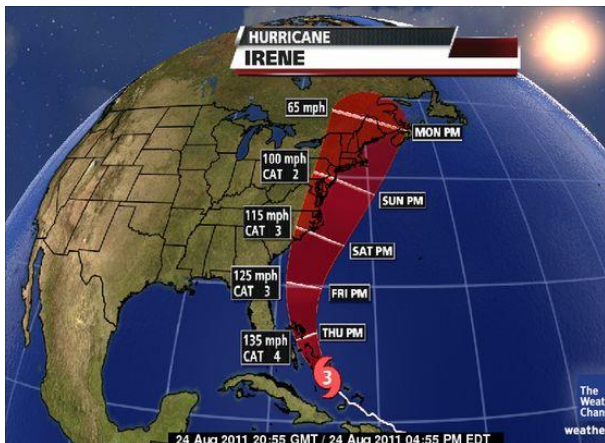 HURRICANE
IRENE
65 mph
MON PM
100 mph
CAT 2
SUN PM
115 mph
CAT 3
SAT PM
125 mph
CAT 3
FRI PM
THU PM
135 mph
CAT 4
3
The
Weat
Chan
weathe
24 Aug 2011 20:55 GMT / 24 Aug 2011 04:55 PM EDT